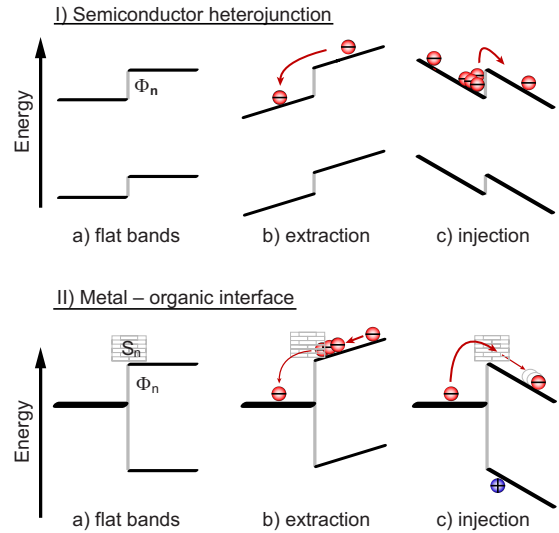 I) Semiconductor heterojunction
Energy
Φn
a) flat bands
b) extraction
c) injection
II) Metal – organic interface
Energy
Sn
Φn
a) flat bands
b) extraction
c) injection